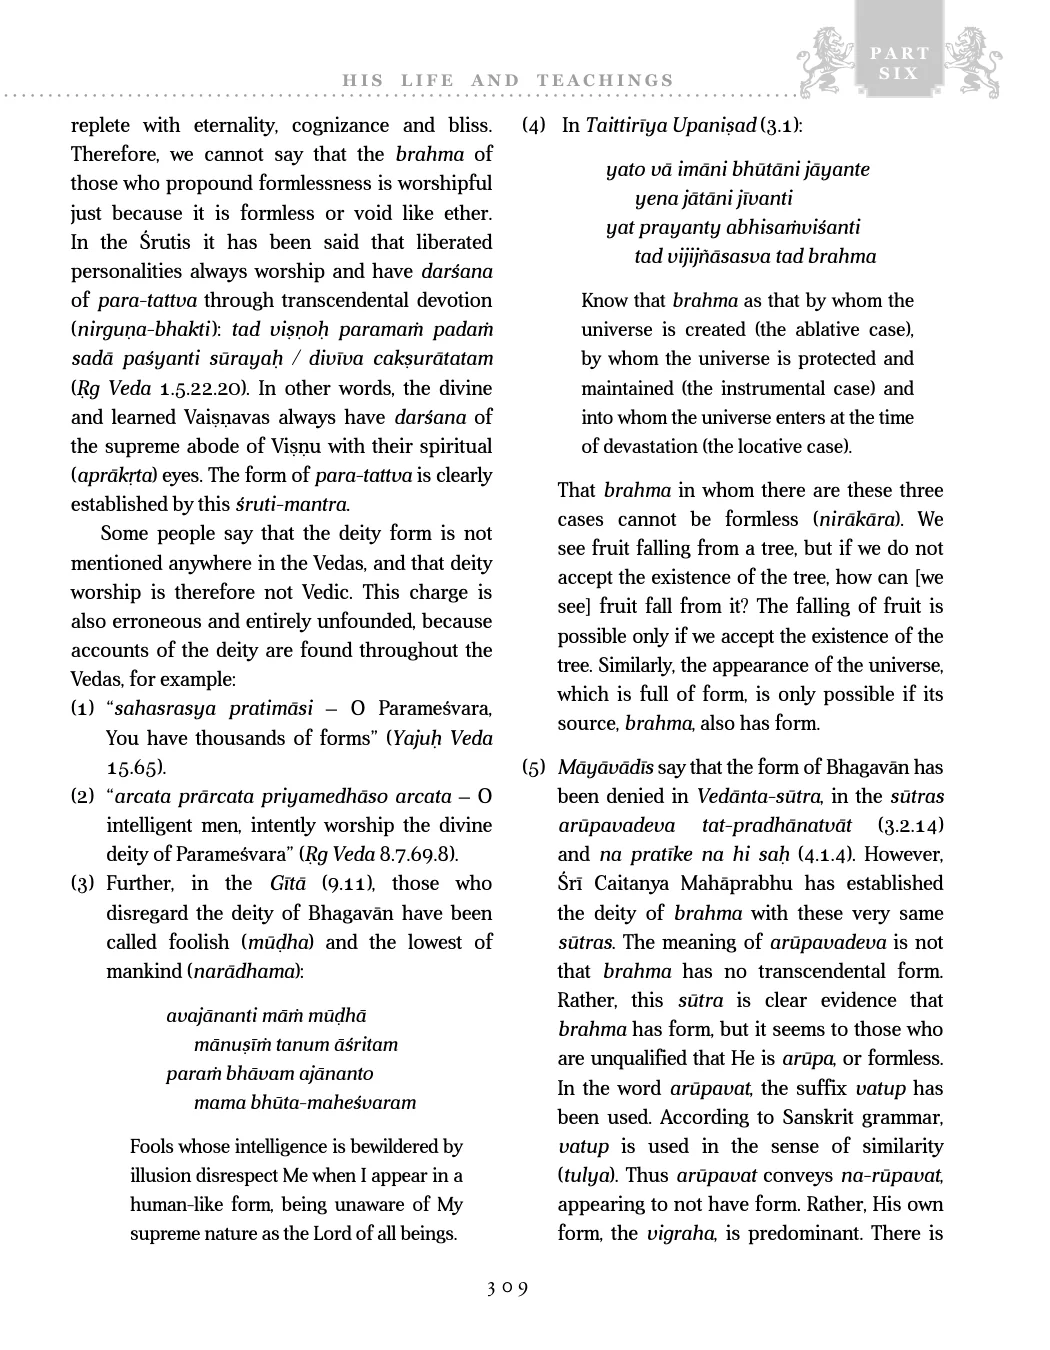 PART
SIX
HIS LIFE AND TEACHINGS
replete with eternality, cognizance and bliss.
Therefore, we cannot say that the brahma of
those who propound formlessness is worshipful
just because it is formless or void like ether.
In the Śrutis it has been said that liberated
personalities always worship and have darśana
of para-tattva through transcendental devotion
(nirguṇa-bhakti): tad viṣṇoḥ paramaṁ padaṁ
sadā paśyanti sūrayaḥ / divīva cakṣurātatam
(Ṛg Veda 1.5.22.20). In other words, the divine
and learned Vaiṣṇavas always have darśana of
the supreme abode of Viṣṇu with their spiritual
(aprākṛta) eyes. The form of para-tattva is clearly
established by this śruti-mantra.
Some people say that the deity form is not
mentioned anywhere in the Vedas, and that deity
worship is therefore not Vedic. This charge is
also erroneous and entirely unfounded, because
accounts of the deity are found throughout the
Vedas, for example:
(1) “sahasrasya pratimāsi – O Parameśvara,
You have thousands of forms” (Yajuḥ Veda
15.65).
(2) “arcata prārcata priyamedhāso arcata – O
intelligent men, intently worship the divine
deity of Parameśvara” (Ṛg Veda 8.7.69.8).
(3) Further, in the Gītā (9.11), those who
disregard the deity of Bhagavān have been
called foolish (mūḍha) and the lowest of
mankind (narādhama):
avajānanti māṁ mūḍhā
mānuṣīṁ tanum āśritam
paraṁ bhāvam ajānanto
mama bhūta-maheśvaram
Fools whose intelligence is bewildered by
illusion disrespect Me when I appear in a
human-like form, being unaware of My
supreme nature as the Lord of all beings.
(4) In Taittirīya Upaniṣad (3.1):
yato vā imāni bhūtāni jāyante
yena jātāni jīvanti
yat prayanty abhisaṁviśanti
tad vijijñāsasva tad brahma
Know that brahma as that by whom the
universe is created (the ablative case),
by whom the universe is protected and
maintained (the instrumental case) and
into whom the universe enters at the time
of devastation (the locative case).
That brahma in whom there are these three
cases cannot be formless (nirākāra). We
see fruit falling from a tree, but if we do not
accept the existence of the tree, how can [we
see] fruit fall from it? The falling of fruit is
possible only if we accept the existence of the
tree. Similarly, the appearance of the universe,
which is full of form, is only possible if its
source, brahma, also has form.
(5) Māyāvādīs say that the form of Bhagavān has
been denied in Vedānta-sūtra, in the sūtras
arūpavadeva tat-pradhānatvāt (3.2.14)
and na pratīke na hi saḥ (4.1.4). However,
Śrī Caitanya Mahāprabhu has established
the deity of brahma with these very same
sūtras. The meaning of arūpavadeva is not
that brahma has no transcendental form.
Rather, this sūtra is clear evidence that
brahma has form, but it seems to those who
are unqualified that He is arūpa, or formless.
In the word arūpavat, the suffix vatup has
been used. According to Sanskrit grammar,
vatup is used in the sense of similarity
(tulya). Thus arūpavat conveys na-rūpavat,
appearing to not have form. Rather, His own
form, the vigraha, is predominant. There is
309